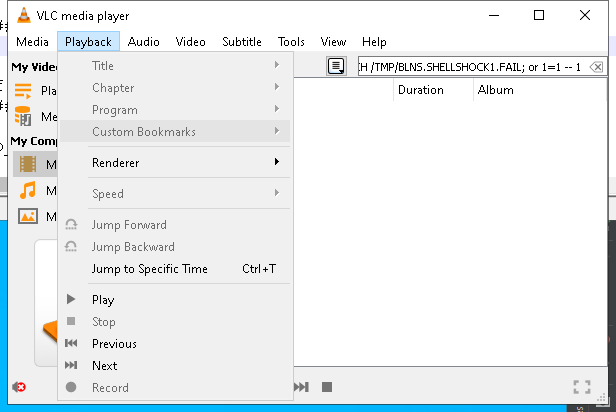 VLC media player
Media Playback Audio Video Subtitle Tools View Help
My Vide
H /TMP/BLNS.SHELLSHOCK1.FAIL; or 1=1 -- 1
Duration Album
Pla
Me
My Comp
M
M
M
Title
Chapter
Program
Custom Bookmarks
Renderer
Speed
Jump Forward
Jump Backward
Jump to Specific Time Ctrl+T
Play
Stop
Previous
Next
Record